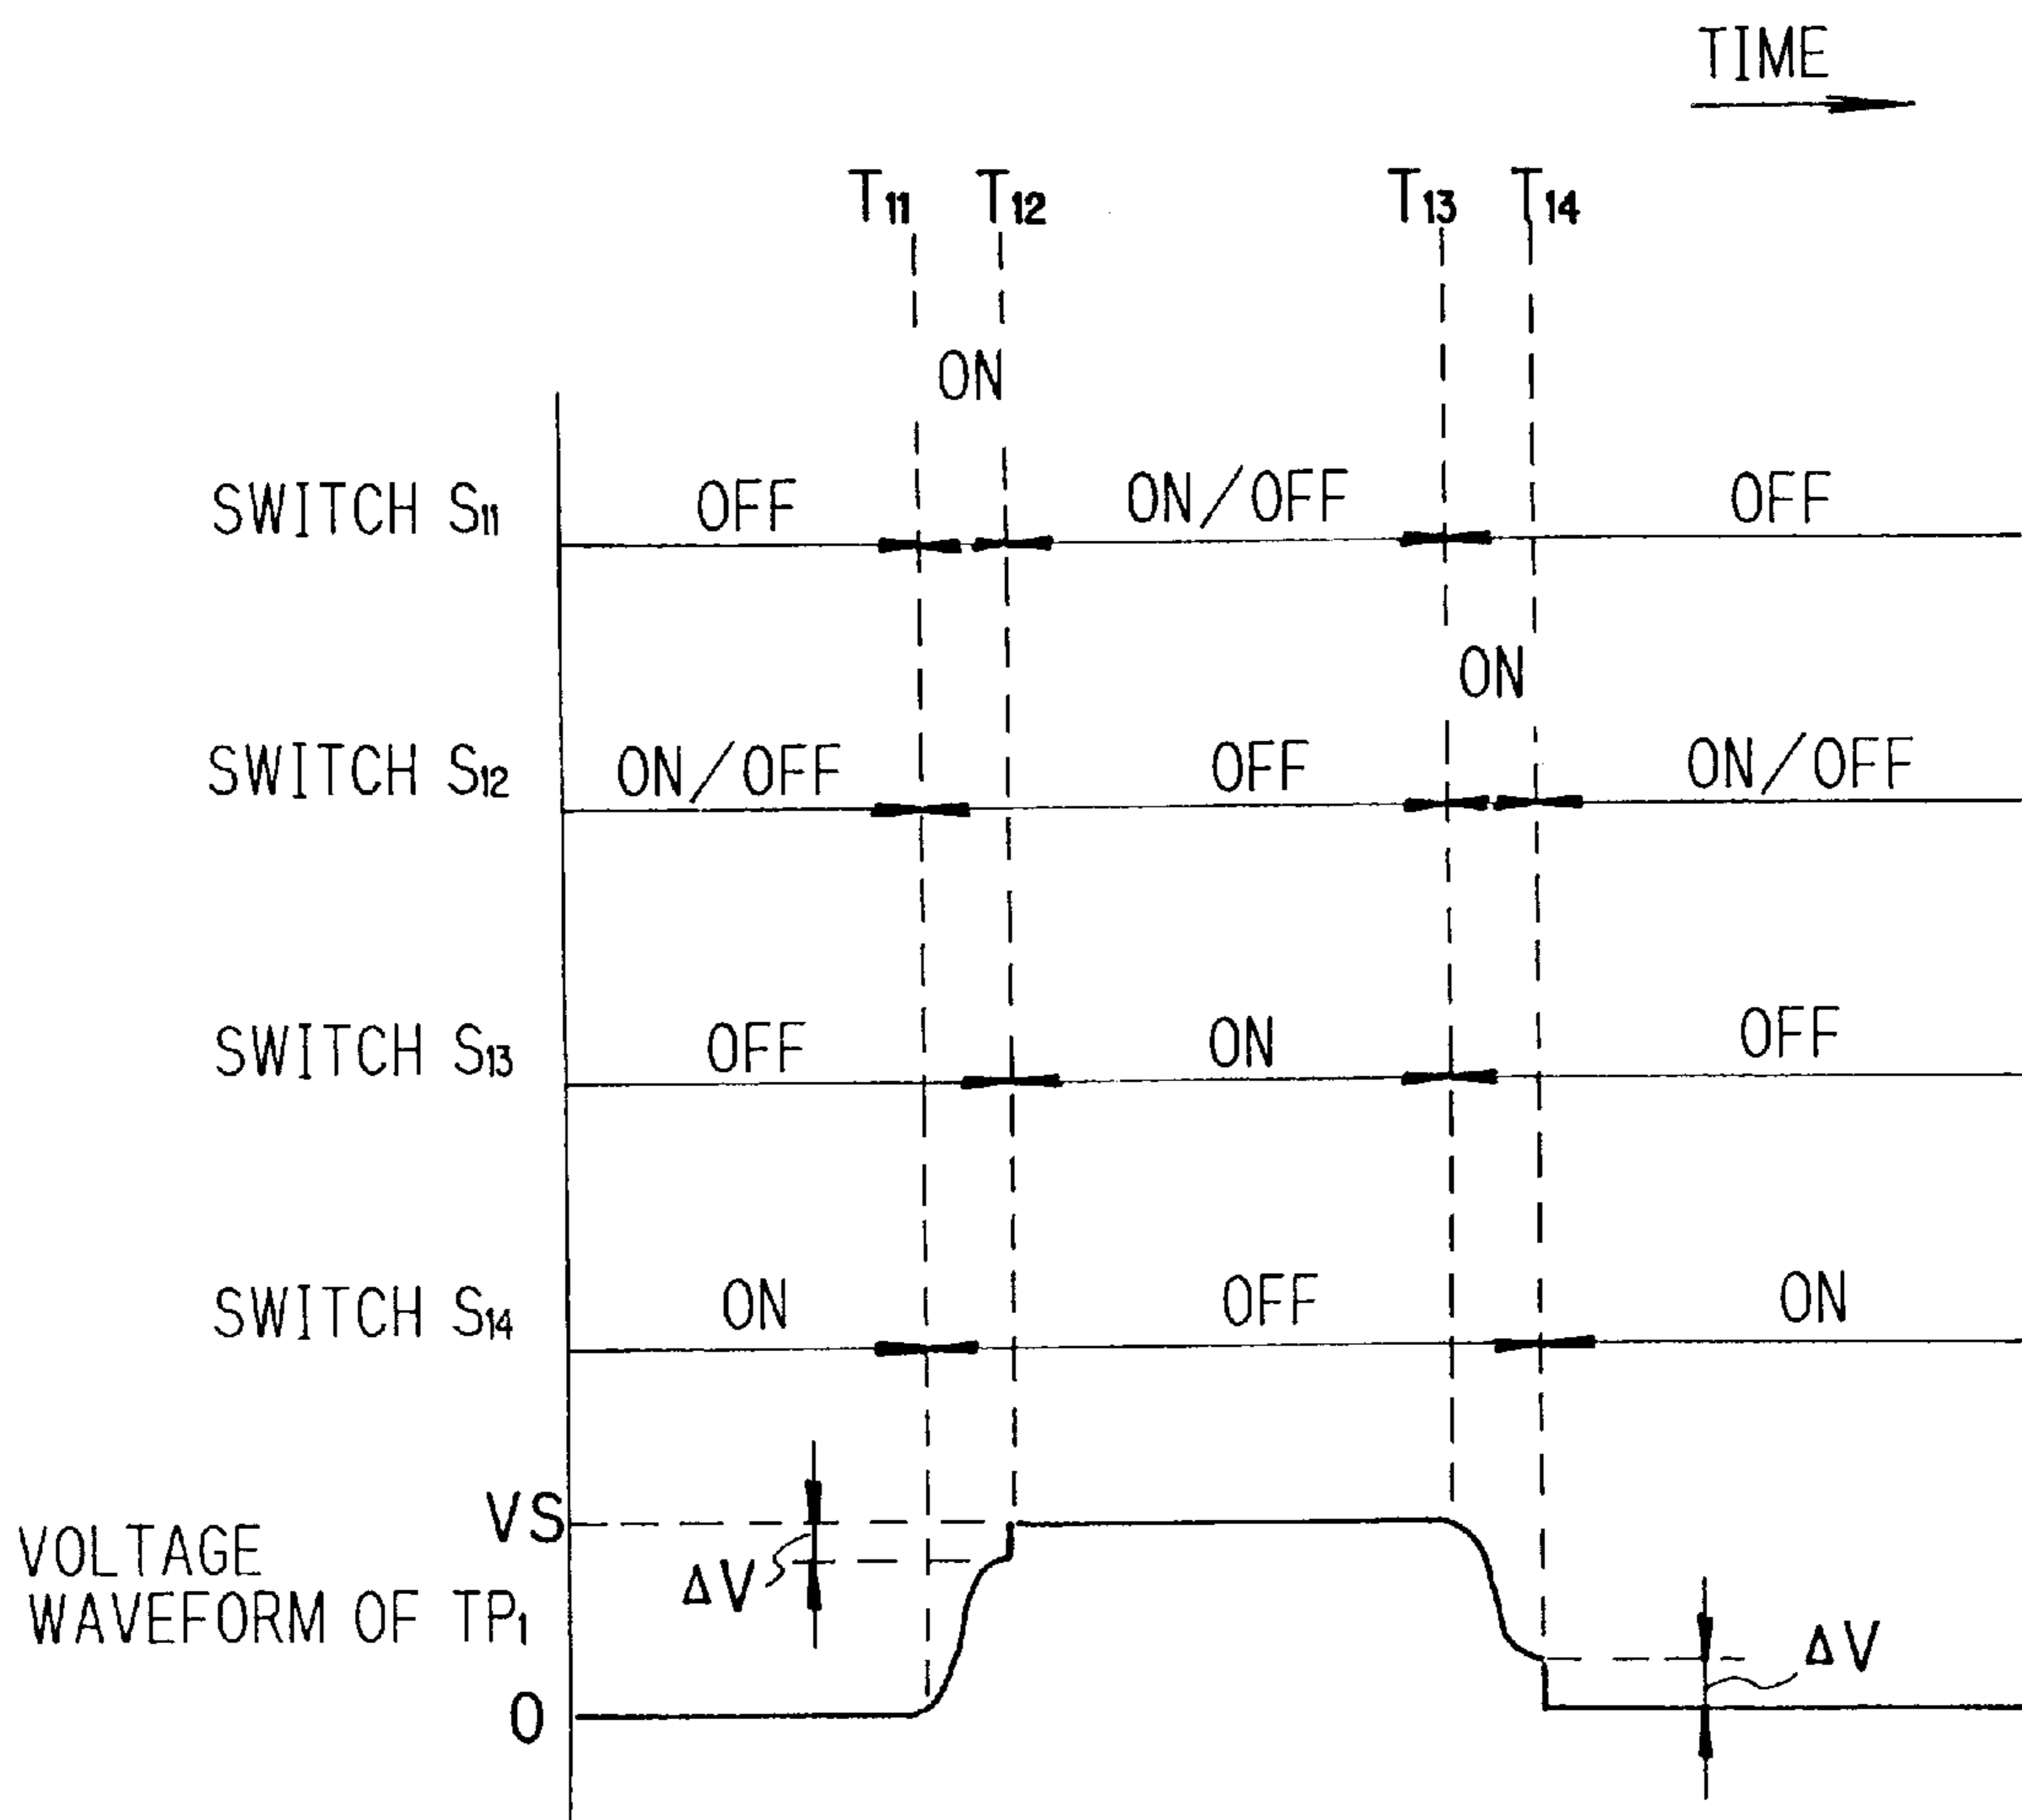 TIME
T11 T12 T13 T14
ON
SWITCH S11 OFF ON/OFF OFF
ON
SWITCH S12 ON/OFF OFF ON/OFF
SWITCH S13 OFF ON OFF
SWITCH S14 ON OFF ON
VS
VOLTAGE
WAVEFORM OF TP1
ΔV
ΔV
0